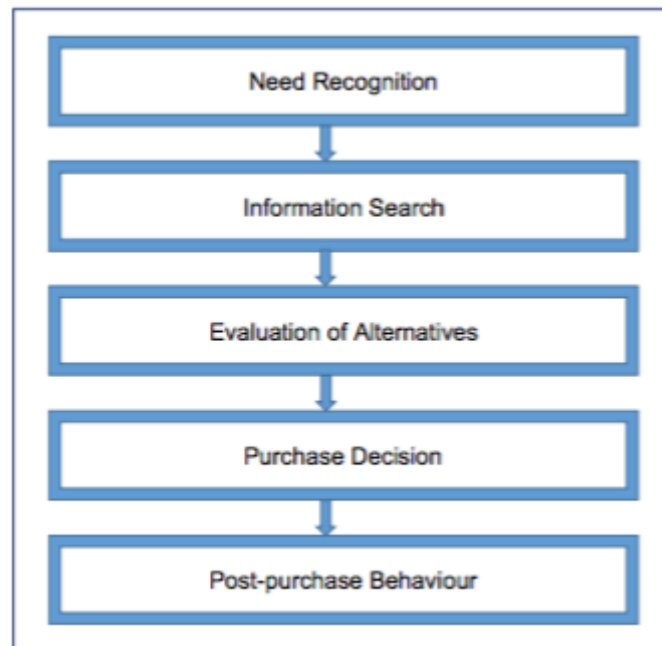 Need Recognition
Information Search
Evaluation of Alternatives
Purchase Decision
Post-purchase Behaviour